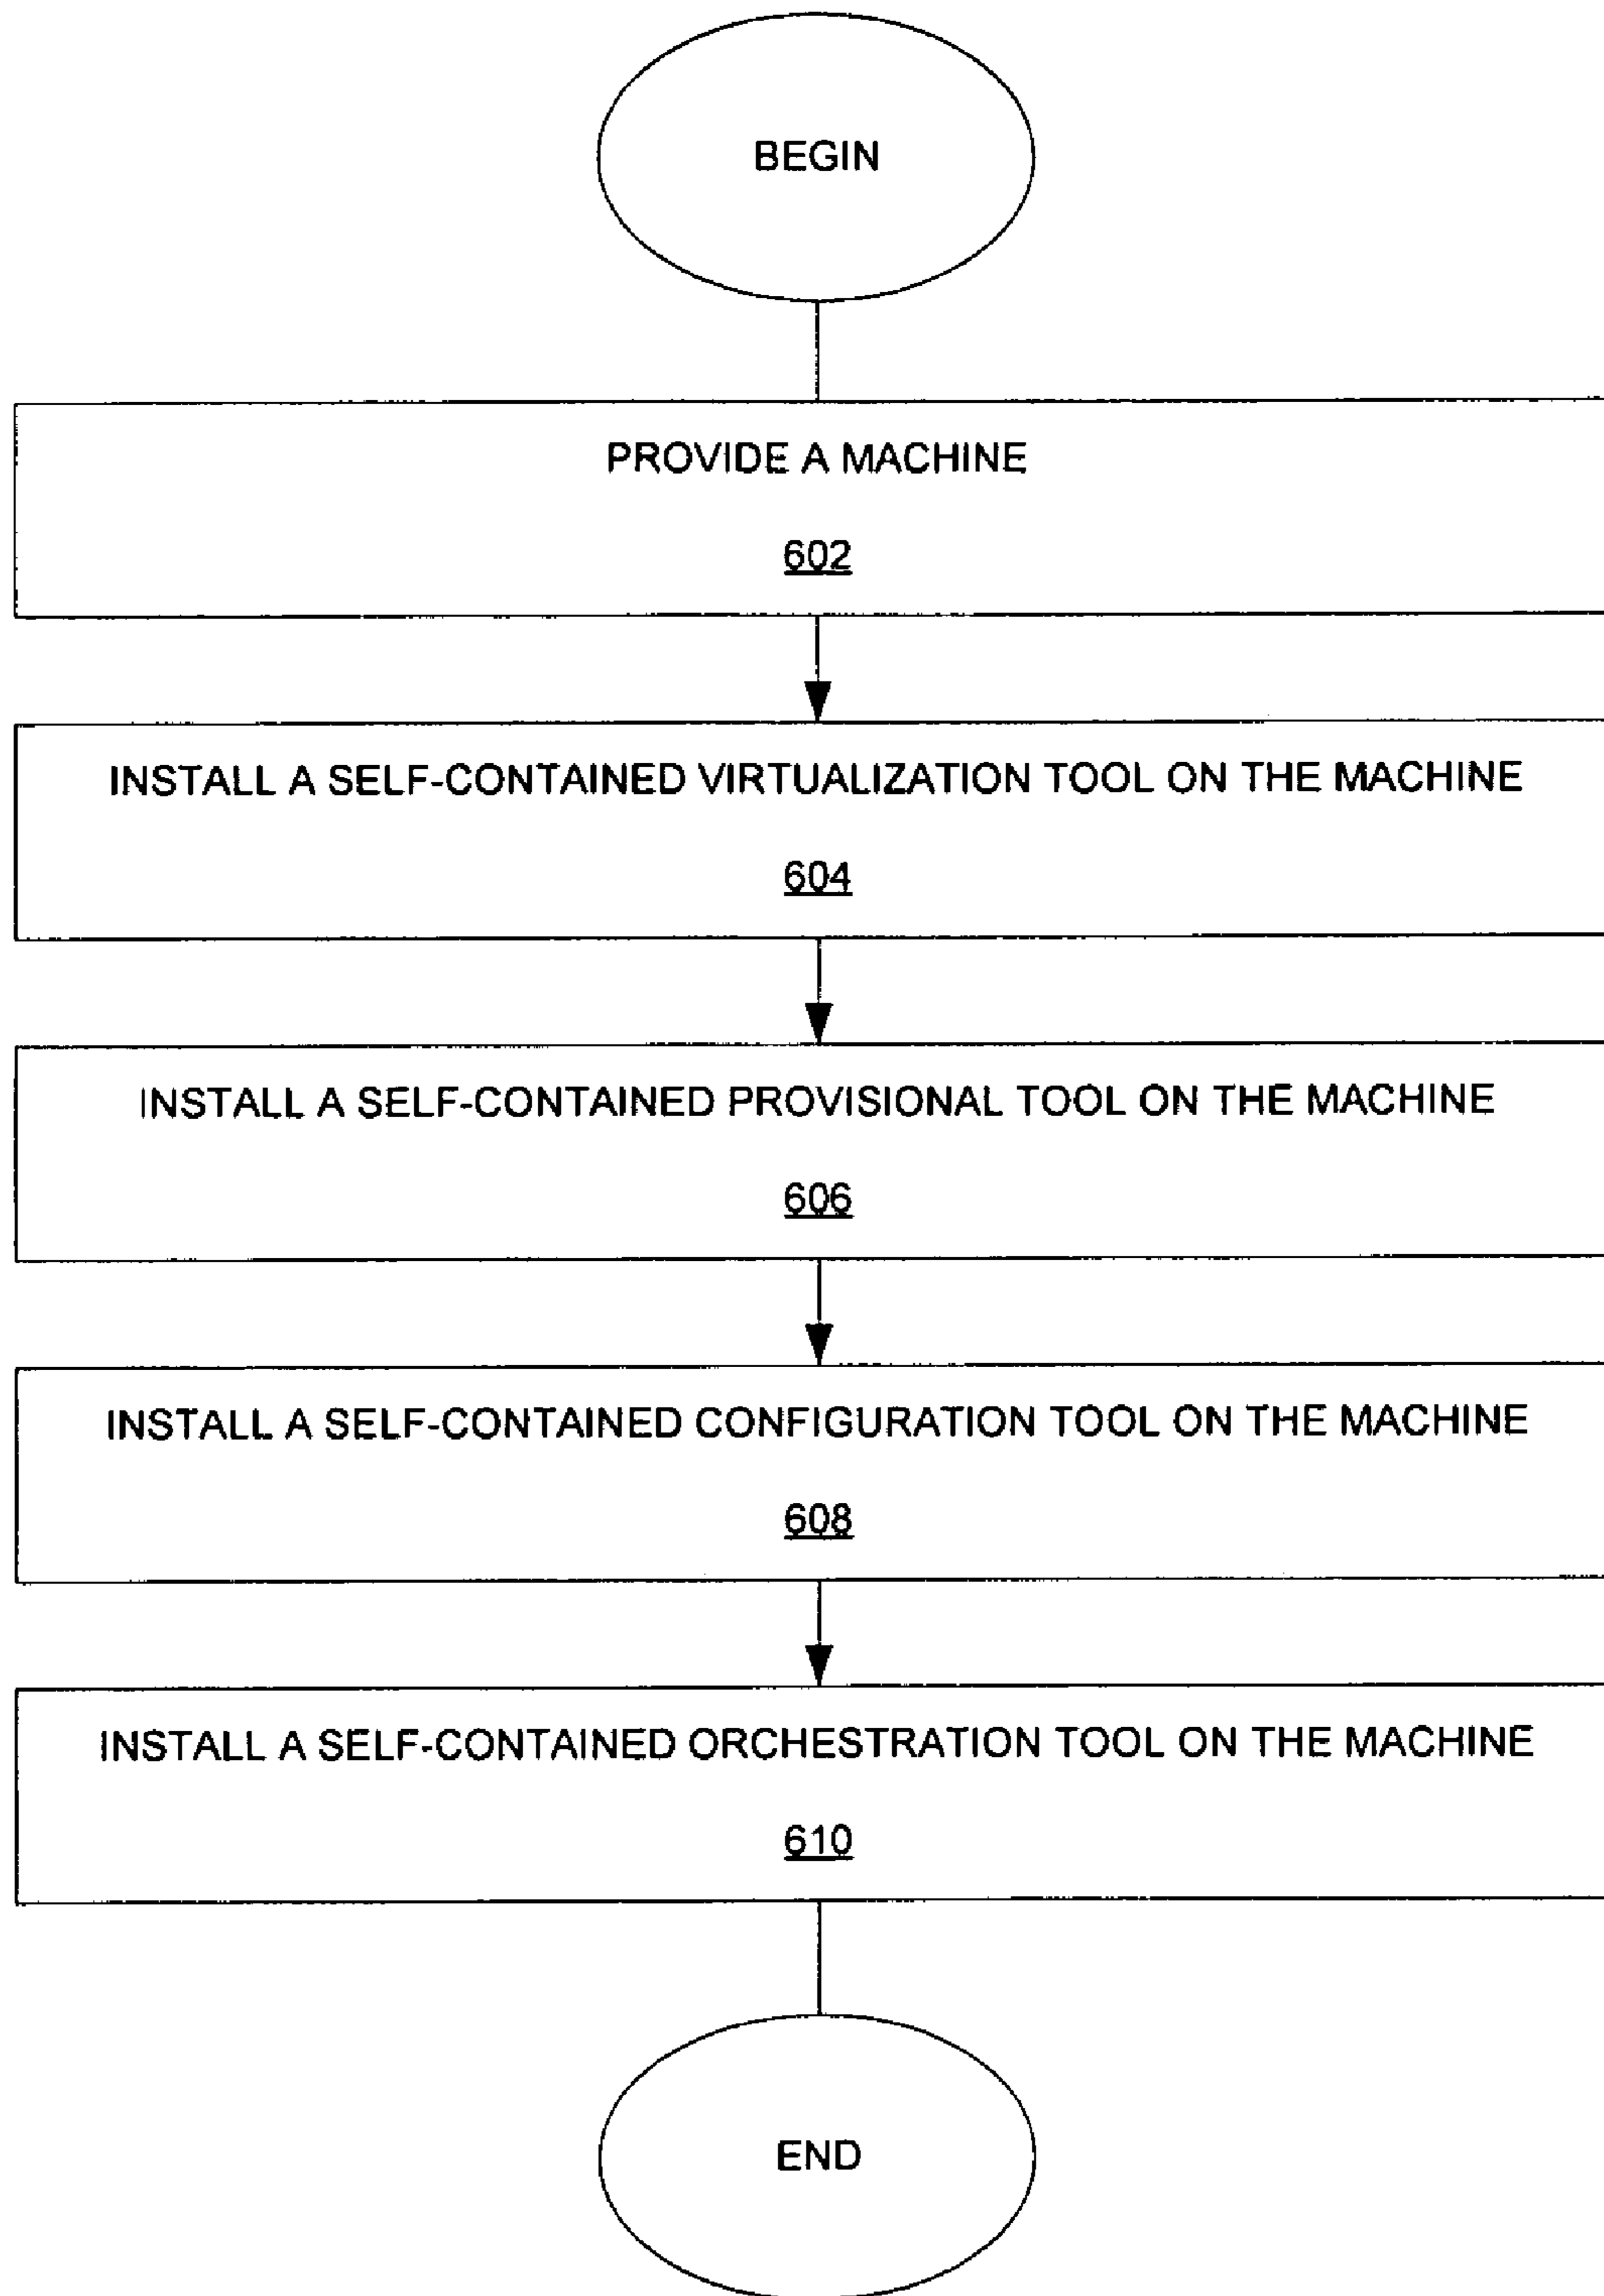 BEGIN
PROVIDE A MACHINE
602
INSTALL A SELF-CONTAINED VIRTUALIZATION TOOL ON THE MACHINE
604
INSTALL A SELF-CONTAINED PROVISIONAL TOOL ON THE MACHINE
606
INSTALL A SELF-CONTAINED CONFIGURATION TOOL ON THE MACHINE
608
INSTALL A SELF-CONTAINED ORCHESTRATION TOOL ON THE MACHINE
610
END